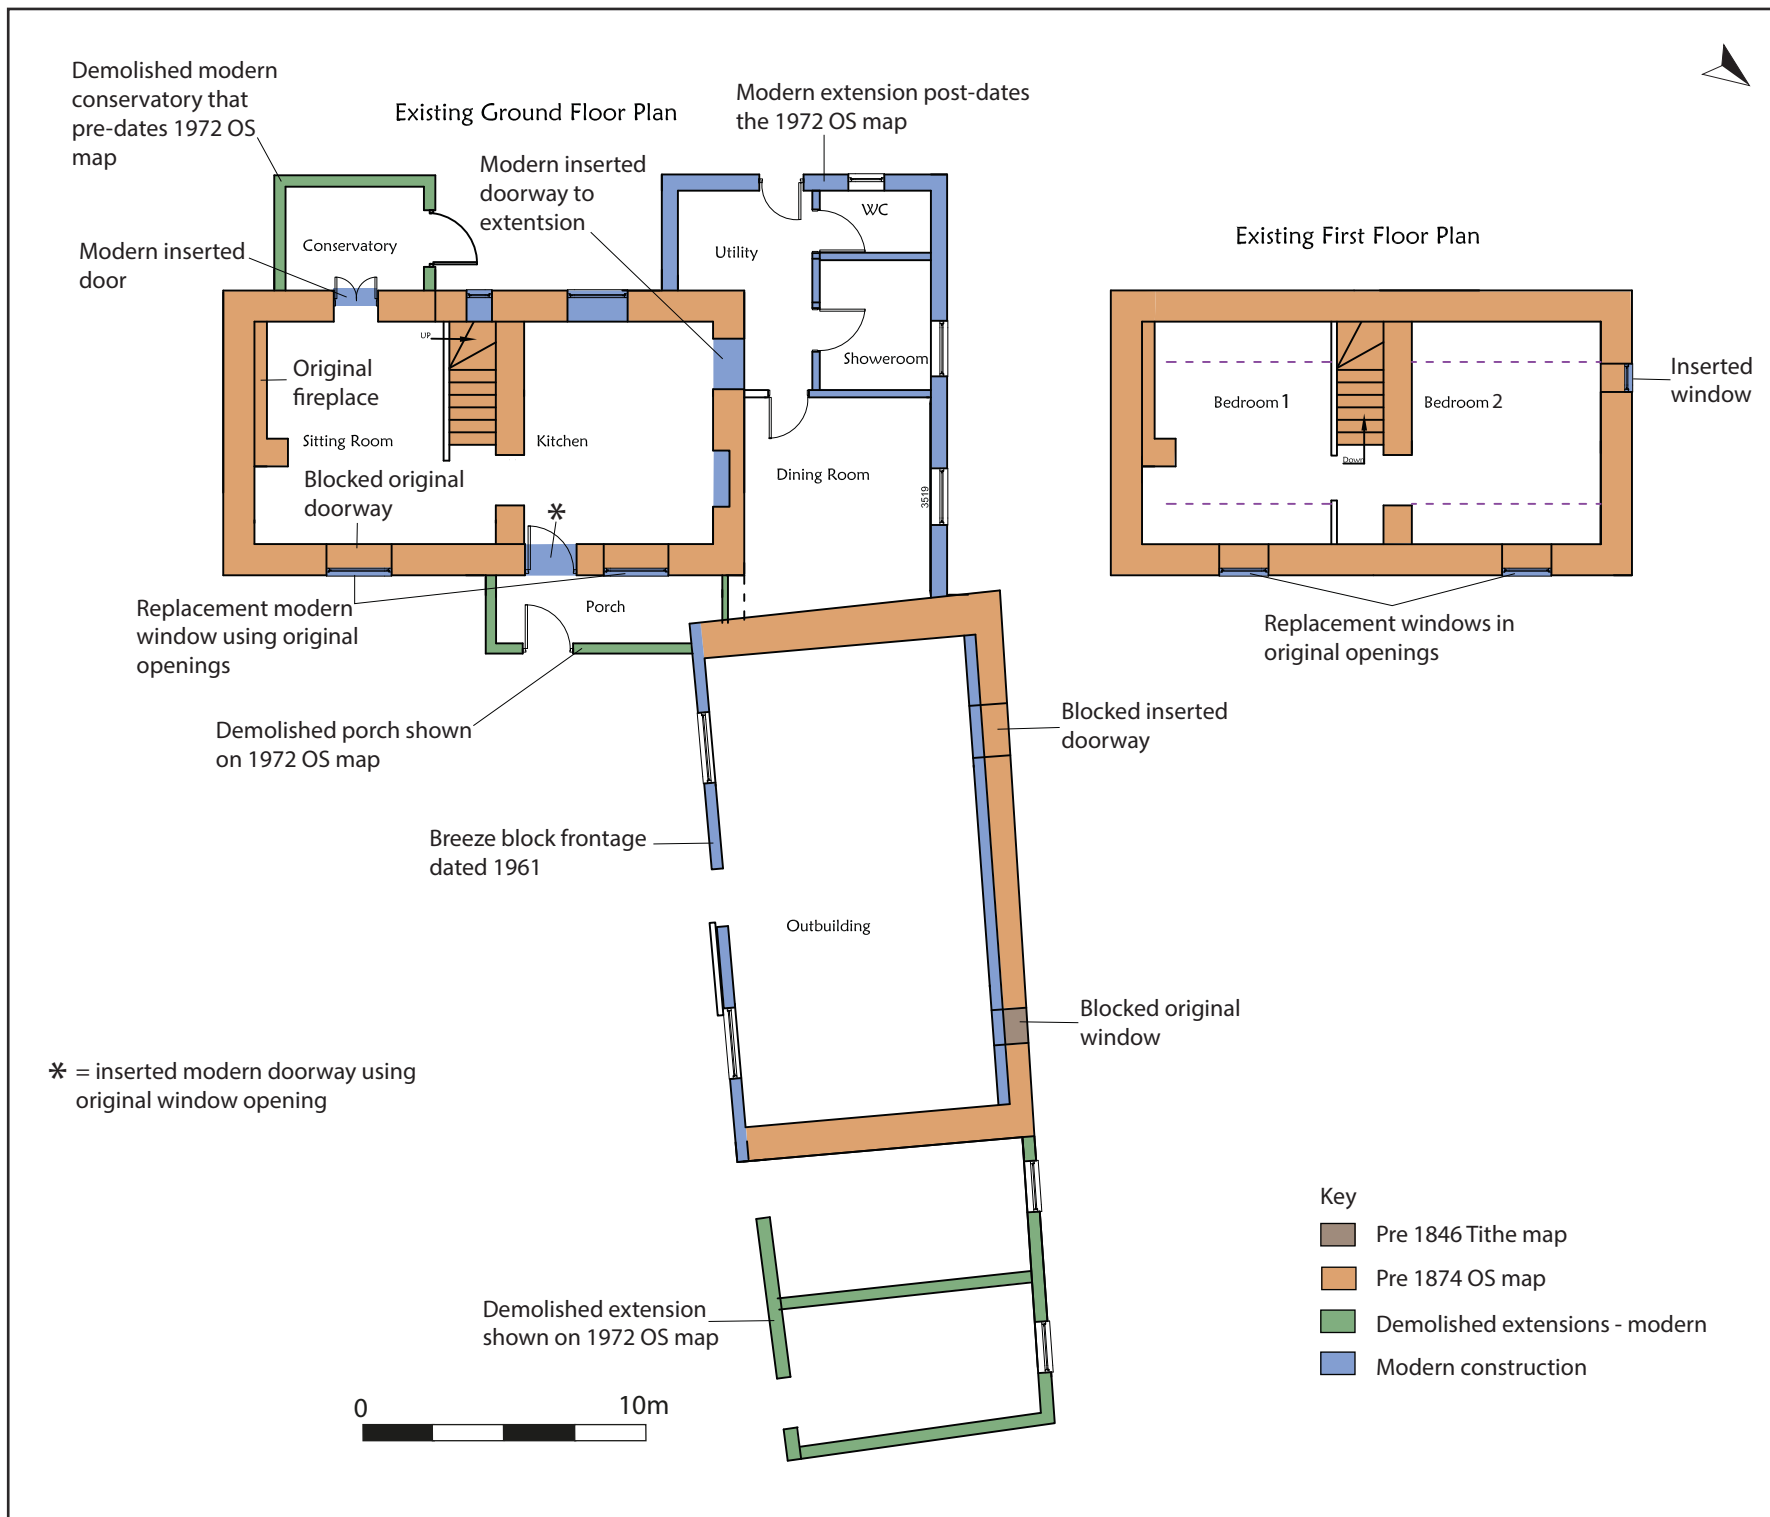 Demolished modern
conservatory that
pre-dates 1972 OS
map
Existing Ground Floor Plan
Modern extension post-dates
the 1972 OS map
Modern inserted
doorway to
extentsion
Modern inserted
door
Conservatory
WC
Utility
Existing First Floor Plan
UP
Original
fireplace
Showeroom
Inserted
window
Bedroom 1
Bedroom 2
Sitting Room
Kitchen
Down
Blocked original
doorway
Dining Room
3519
*
Replacement modern
window using original
openings
Porch
Replacement windows in
original openings
Demolished porch shown
on 1972 OS map
Blocked inserted
doorway
Breeze block frontage
dated 1961
Outbuilding
Blocked original
window
* = inserted modern doorway using
original window opening
Key
Pre 1846 Tithe map
Pre 1874 OS map
Demolished extensions - modern
Modern construction
Demolished extension
shown on 1972 OS map
0 10m